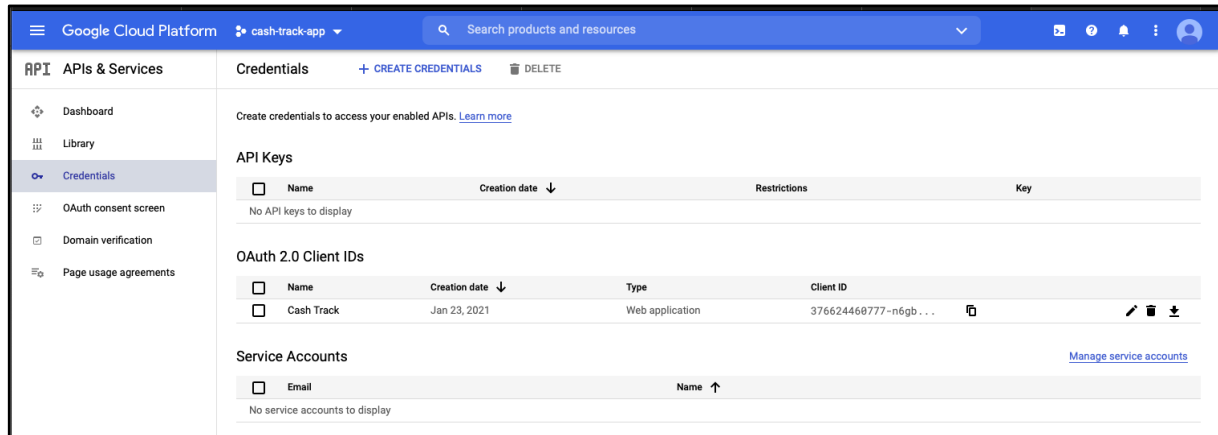 Google Cloud Platform cash-track-app Search products and resources
API APIs & Services Credentials + CREATE CREDENTIALS DELETE
Dashboard
Library
Credentials
OAuth consent screen
Domain verification
Page usage agreements
Create credentials to access your enabled APIs. Learn more
API Keys
Name Creation date Restrictions Key
No API keys to display
OAuth 2.0 Client IDs
Name Creation date Type Client ID
Cash Track Jan 23, 2021 Web application 376624460777-n6gb...
Service Accounts Manage service accounts
Email Name
No service accounts to display